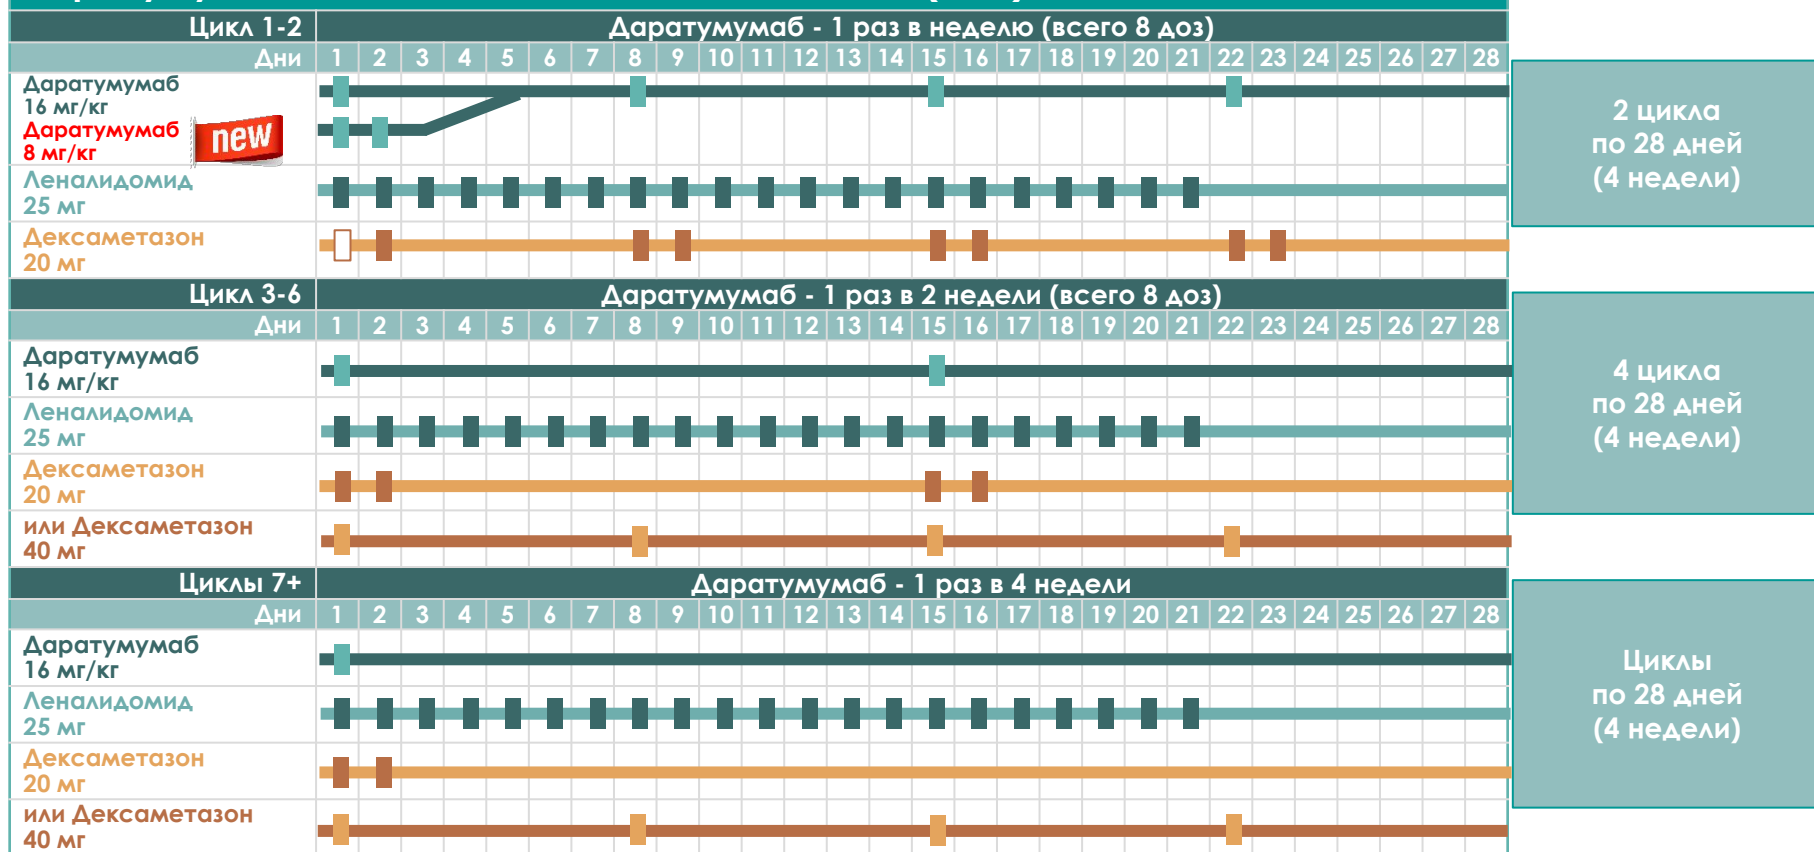 Цикл 1-2 Даратумумаб - 1 раз в неделю (всего 8 доз)
Дни 1 2 3 4 5 6 7 8 9 10 11 12 13 14 15 16 17 18 19 20 21 22 23 24 25 26 27 28
Даратумумаб
16 мг/кг
Даратумумаб
8 мг/кг
new
Леналидомид
25 мг
Дексаметазон
20 мг
2 цикла
по 28 дней
(4 недели)
Цикл 3-6 Даратумумаб - 1 раз в 2 недели (всего 8 доз)
Дни 1 2 3 4 5 6 7 8 9 10 11 12 13 14 15 16 17 18 19 20 21 22 23 24 25 26 27 28
Даратумумаб
16 мг/кг
Леналидомид
25 мг
Дексаметазон
20 мг
или Дексаметазон
40 мг
4 цикла
по 28 дней
(4 недели)
Циклы 7+ Даратумумаб - 1 раз в 4 недели
Дни 1 2 3 4 5 6 7 8 9 10 11 12 13 14 15 16 17 18 19 20 21 22 23 24 25 26 27 28
Даратумумаб
16 мг/кг
Леналидомид
25 мг
Дексаметазон
20 мг
или Дексаметазон
40 мг
Циклы
по 28 дней
(4 недели)